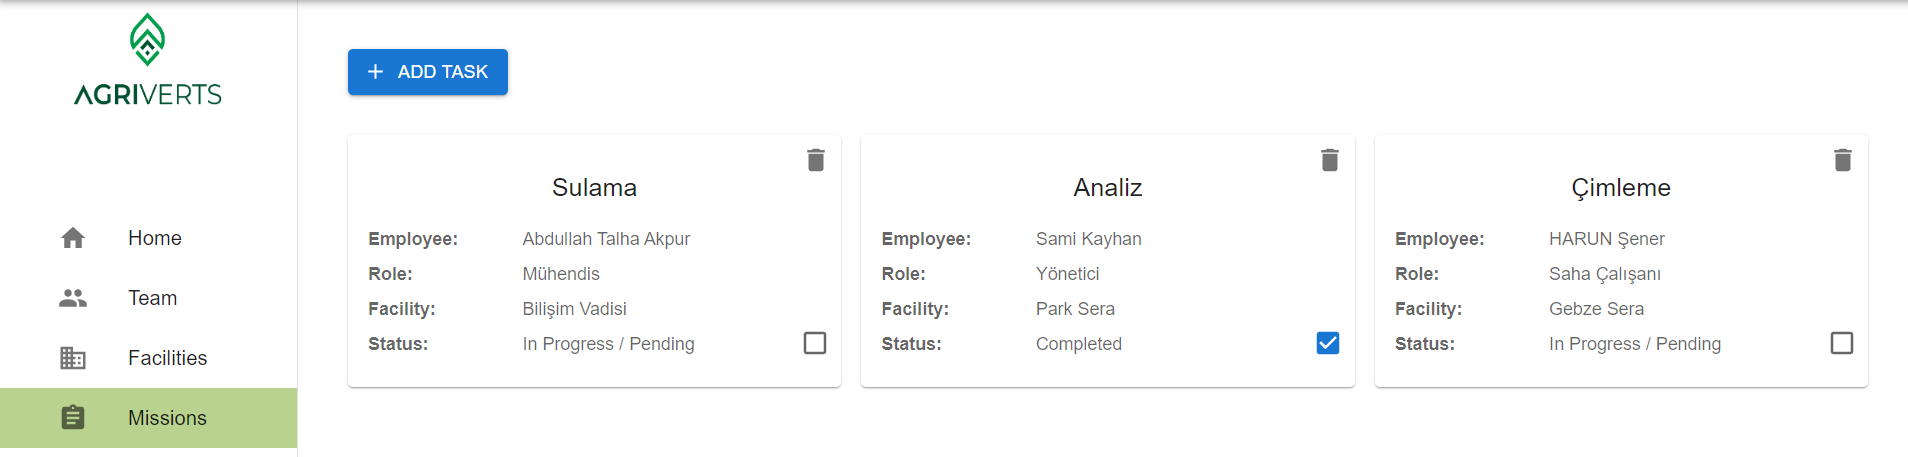 AGRIVERTS
Home
Team
Facilities
Missions
ADD TASK
Sulama
Employee: Abdullah Talha Akpur
Role: Mühendis
Facility: Bilişim Vadisi
Status: In Progress / Pending
Analiz
Employee: Sami Kayhan
Role: Yönetici
Facility: Park Sera
Status: Completed
Çimleme
Employee: HARUN Şener
Role: Saha Çalışanı
Facility: Gebze Sera
Status: In Progress / Pending